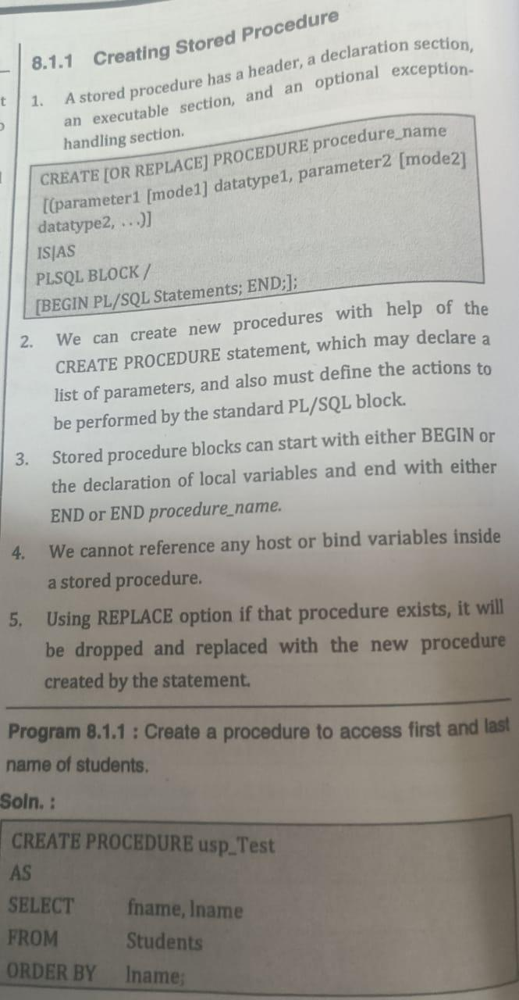 8.1.1 Creating Stored Procedure
1. A stored procedure has a header, a declaration section,
an executable section, and an optional exception-
handling section.
CREATE [OR REPLACE] PROCEDURE procedure_name
[(parameter1 [mode1] datatype1, parameter2 [mode2]
datatype2, . . .)]
IS|AS
PLSQL BLOCK /
[BEGIN PL/SQL Statements; END;];
2. We can create new procedures with help of the
CREATE PROCEDURE statement, which may declare a
list of parameters, and also must define the actions to
be performed by the standard PL/SQL block.
3. Stored procedure blocks can start with either BEGIN or
the declaration of local variables and end with either
END or END procedure_name.
4. We cannot reference any host or bind variables inside
a stored procedure.
5. Using REPLACE option if that procedure exists, it will
be dropped and replaced with the new procedure
created by the statement.
Program 8.1.1 : Create a procedure to access first and last
name of students.
Soln. :
CREATE PROCEDURE usp_Test
AS
SELECT fname, lname
FROM Students
ORDER BY lname;